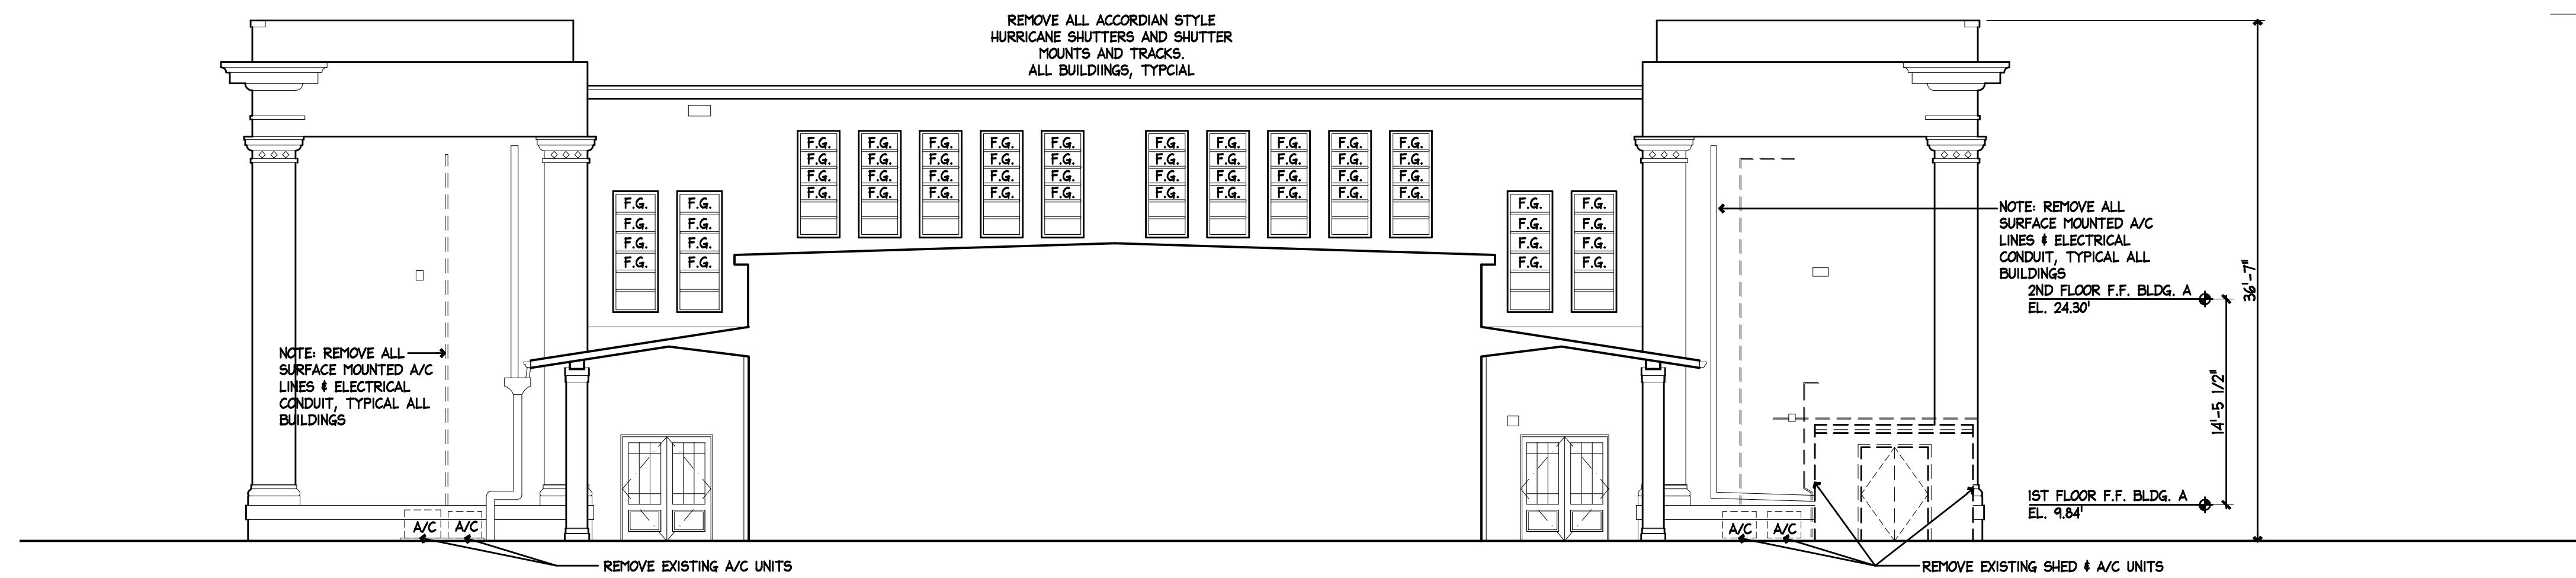 REMOVE ALL ACCORDIAN STYLE
HURRICANE SHUTTERS AND SHUTTER
MOUNTS AND TRACKS.
ALL BUILDIINGS, TYPCIAL
F.G. F.G. F.G. F.G. F.G. F.G. F.G. F.G. F.G. F.G.
F.G. F.G. F.G. F.G. F.G. F.G. F.G. F.G. F.G. F.G.
F.G. F.G. F.G. F.G. F.G. F.G. F.G. F.G. F.G. F.G.
F.G. F.G. F.G. F.G. F.G. F.G. F.G. F.G. F.G. F.G.
F.G. F.G. F.G. F.G.
F.G. F.G. F.G. F.G.
F.G. F.G. F.G. F.G.
F.G. F.G. F.G. F.G.
NOTE: REMOVE ALL
SURFACE MOUNTED A/C
LINES & ELECTRICAL
CONDUIT, TYPICAL ALL
BUILDINGS
2ND FLOOR F.F. BLDG. A
EL. 24.30'
36'-7"
NOTE: REMOVE ALL
SURFACE MOUNTED A/C
LINES & ELECTRICAL
CONDUIT, TYPICAL ALL
BUILDINGS
14'-5 1/2"
1ST FLOOR F.F. BLDG. A
EL. 9.84'
A/C A/C A/C A/C
REMOVE EXISTING A/C UNITS
REMOVE EXISTING SHED & A/C UNITS